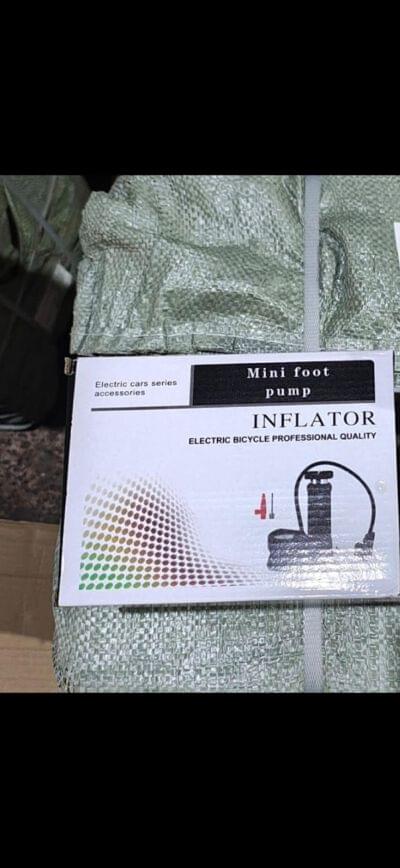 Electric cars series
accessories
Mini foot
pump
INFLATOR
ELECTRIC BICYCLE PROFESSIONAL QUALITY